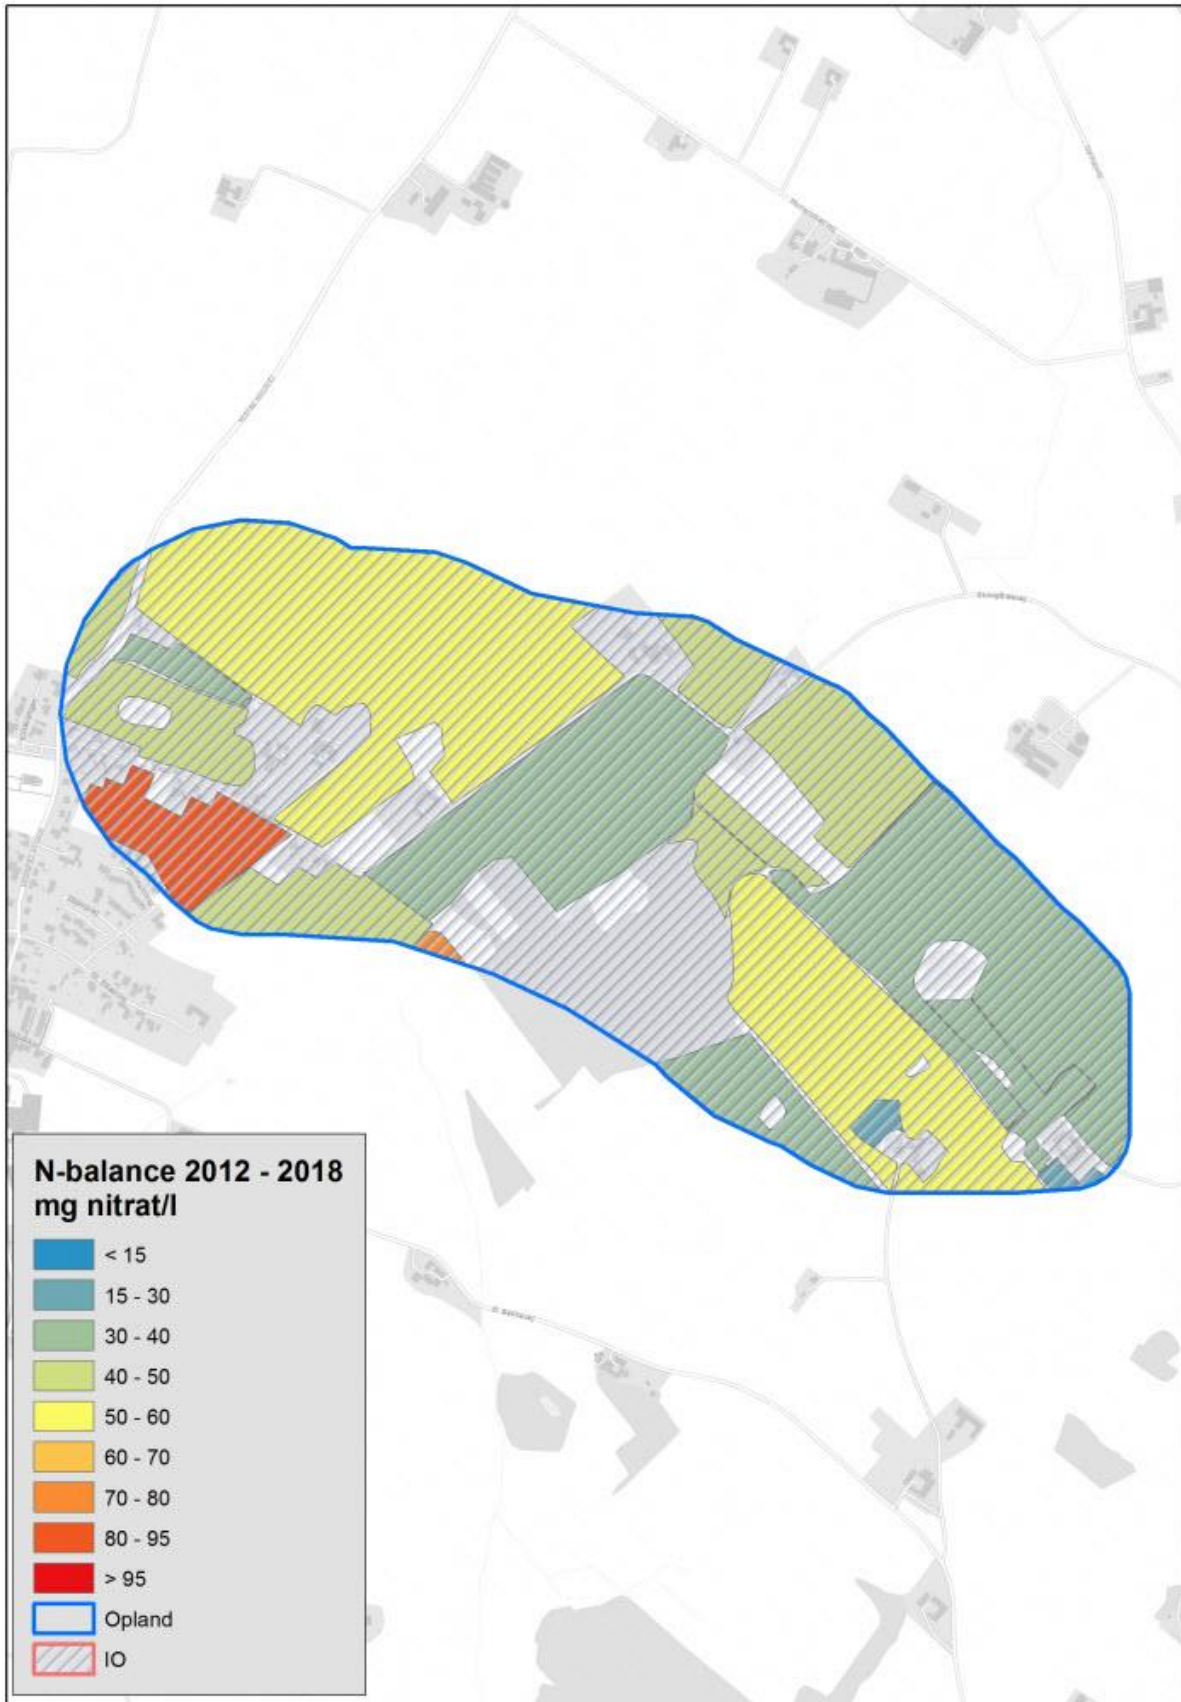 N-balance 2012 - 2018
mg nitrat/l
< 15
15 - 30
30 - 40
40 - 50
50 - 60
60 - 70
70 - 80
80 - 95
> 95
Opland
IO